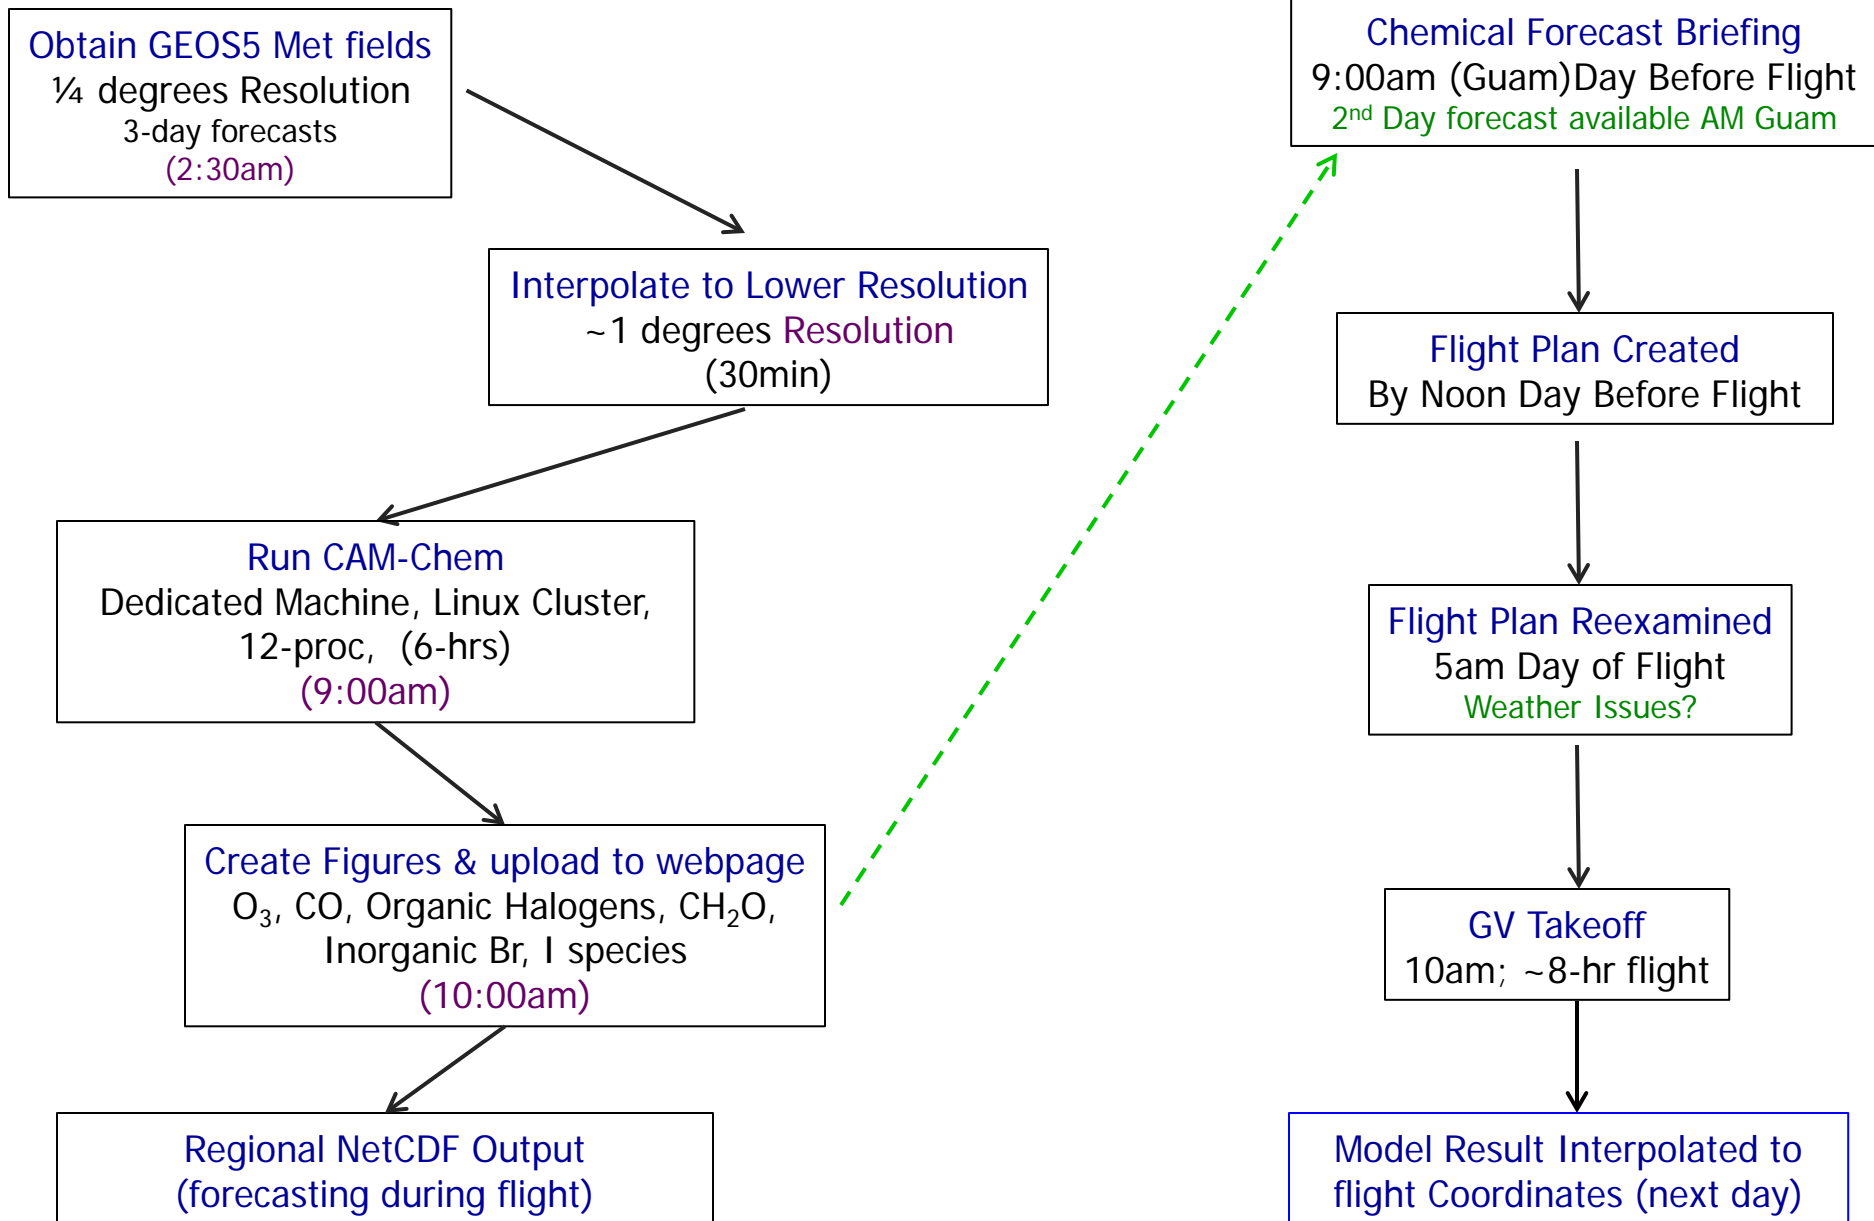 Obtain GEOS5 Met fields
¼ degrees Resolution
3-day forecasts
(2:30am)
Interpolate to Lower Resolution
~1 degrees Resolution
(30min)
Run CAM-Chem
Dedicated Machine, Linux Cluster,
12-proc, (6-hrs)
(9:00am)
Create Figures & upload to webpage
O₃, CO, Organic Halogens, CH₂O,
Inorganic Br, I species
(10:00am)
Regional NetCDF Output
(forecasting during flight)
Chemical Forecast Briefing
9:00am (Guam)Day Before Flight
2ⁿᵈ Day forecast available AM Guam
Flight Plan Created
By Noon Day Before Flight
Flight Plan Reexamined
5am Day of Flight
Weather Issues?
GV Takeoff
10am; ~8-hr flight
Model Result Interpolated to
flight Coordinates (next day)